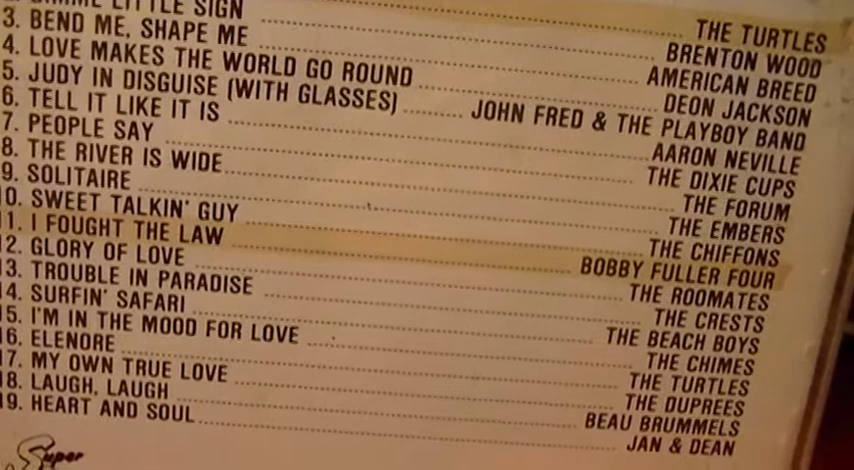 THE TURTLES
LITTLE SIGN BRENTON WOOD
3. BEND ME, SHAPE ME AMERICAN BREED
4. LOVE MAKES THE WORLD GO ROUND DEON JACKSON
5. JUDY IN DISGUISE (WITH GLASSES) JOHN FRED & THE PLAYBOY BAND
6. TELL IT LIKE IT IS AARON NEVILLE
7. PEOPLE SAY THE DIXIE CUPS
8. THE RIVER IS WIDE THE FORUM
9. SOLITAIRE THE EMBERS
10. SWEET TALKIN' GUY THE CHIFFONS
11. I FOUGHT THE LAW BOBBY FULLER FOUR
12. GLORY OF LOVE THE ROOMATES
13. TROUBLE IN PARADISE THE CRESTS
14. SURFIN' SAFARI THE BEACH BOYS
15. I'M IN THE MOOD FOR LOVE THE CHIMES
16. ELENORE THE TURTLES
17. MY OWN TRUE LOVE THE DUPREES
18. LAUGH, LAUGH BEAU BRUMMELS
19. HEART AND SOUL JAN & DEAN
Super